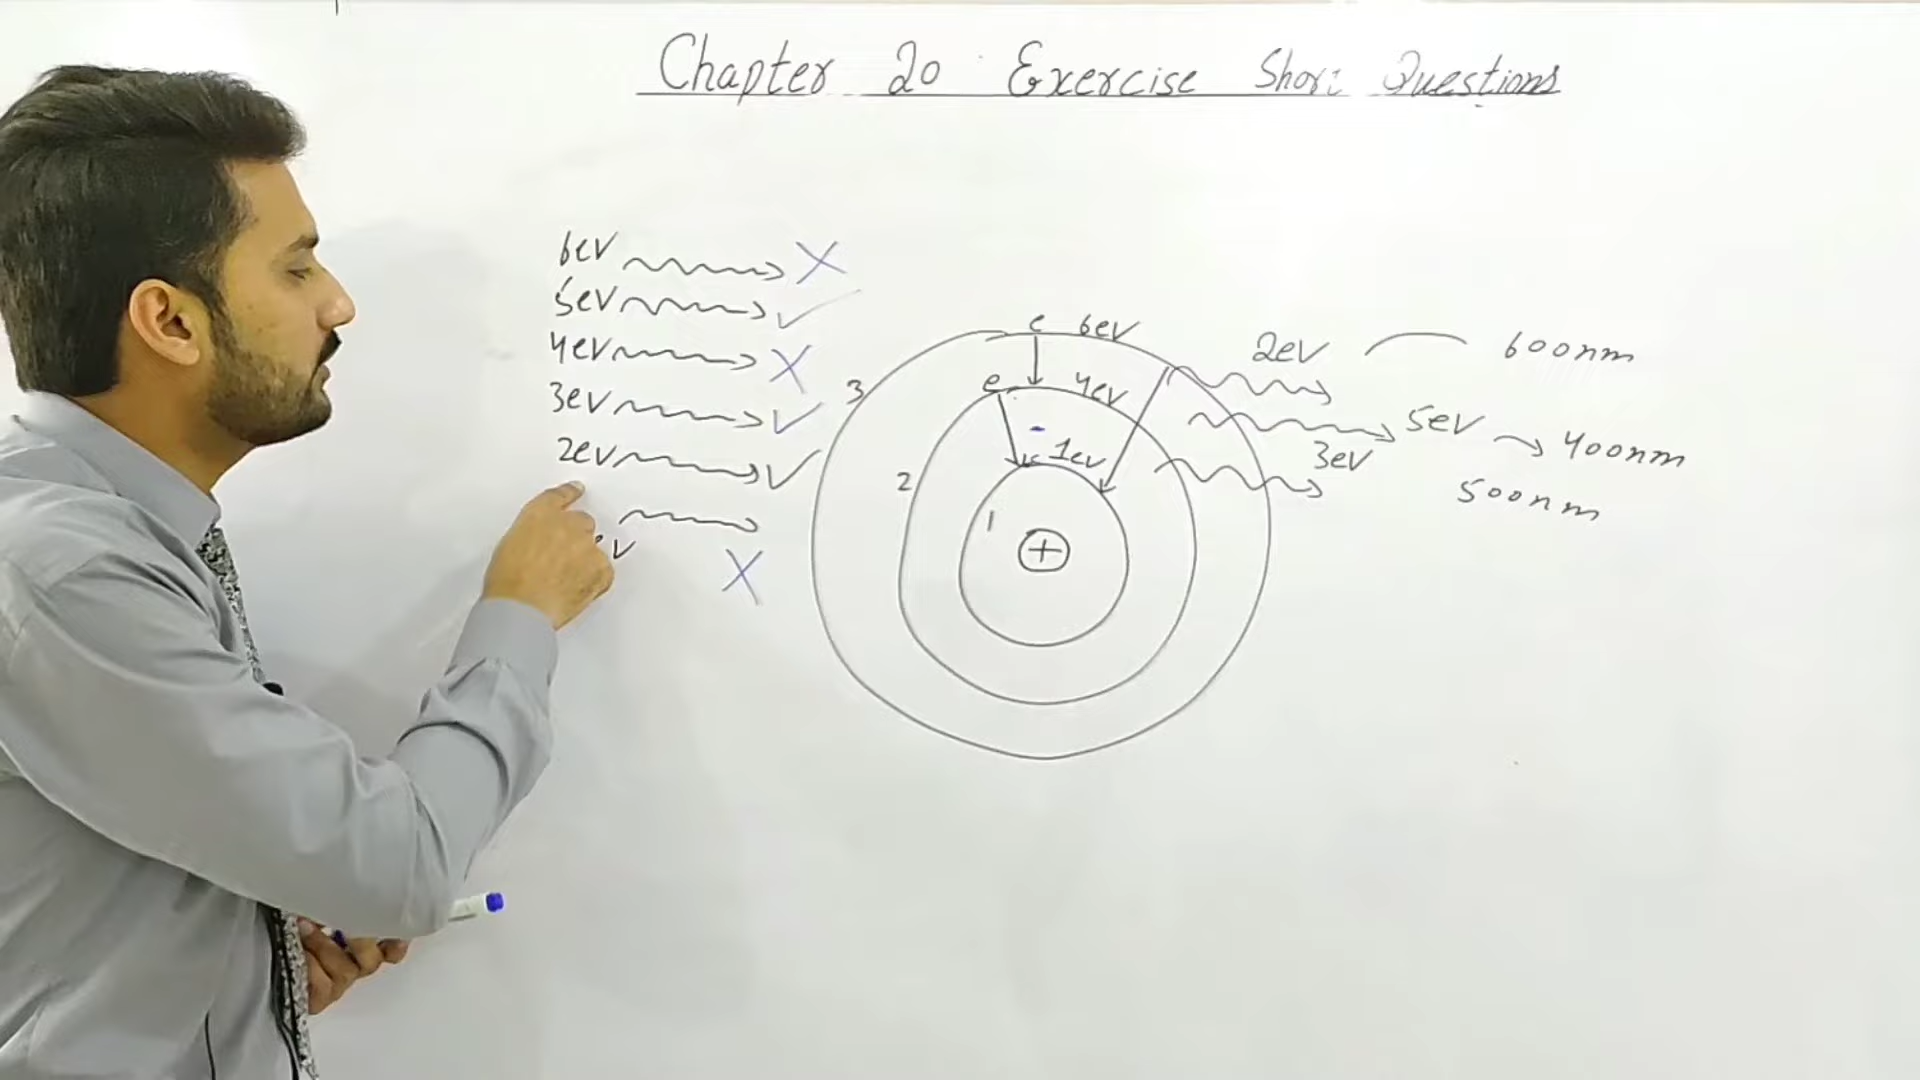 Chapter 20 Exercise Short Questions
6ev
5ev
4ev
3ev
2ev
e 6ev
e 4ev
1ev
3
2
1
+
2ev 600nm
5ev 400nm
3ev 500nm